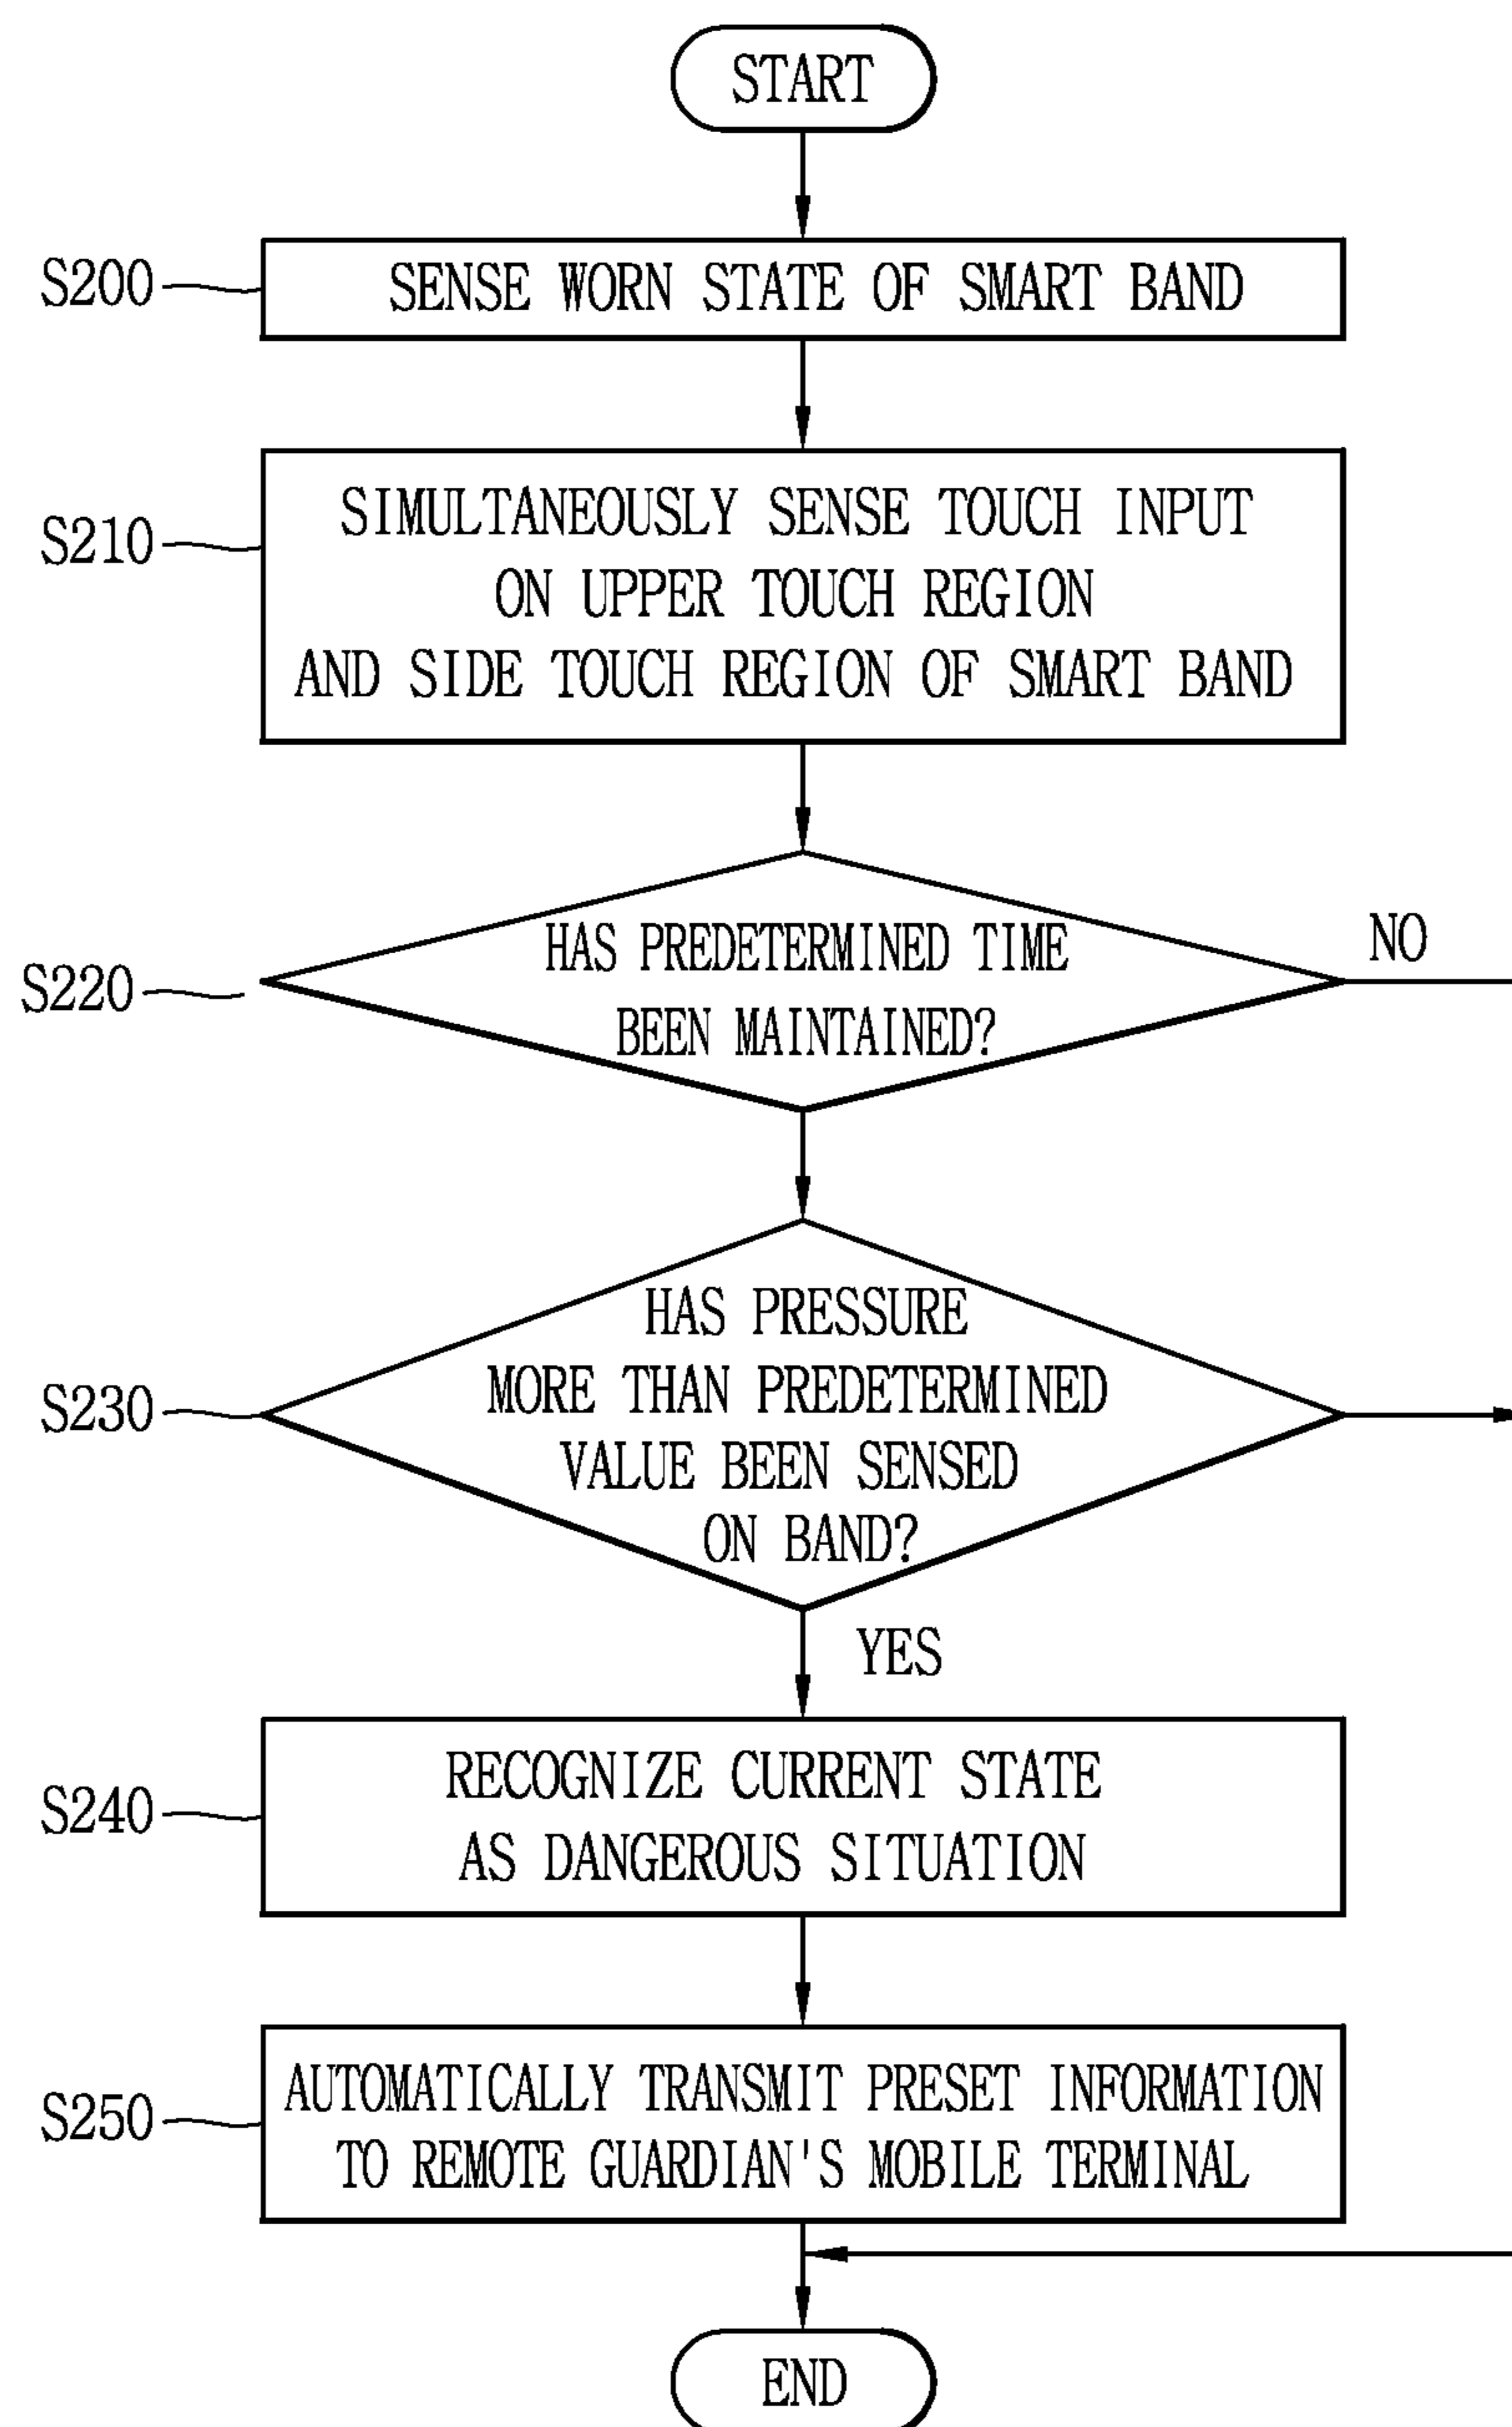 START
S200
SENSE WORN STATE OF SMART BAND
S210
SIMULTANEOUSLY SENSE TOUCH INPUT
ON UPPER TOUCH REGION
AND SIDE TOUCH REGION OF SMART BAND
S220
HAS PREDETERMINED TIME
BEEN MAINTAINED?
NO
S230
HAS PRESSURE
MORE THAN PREDETERMINED
VALUE BEEN SENSED
ON BAND?
YES
S240
RECOGNIZE CURRENT STATE
AS DANGEROUS SITUATION
S250
AUTOMATICALLY TRANSMIT PRESET INFORMATION
TO REMOTE GUARDIAN'S MOBILE TERMINAL
END